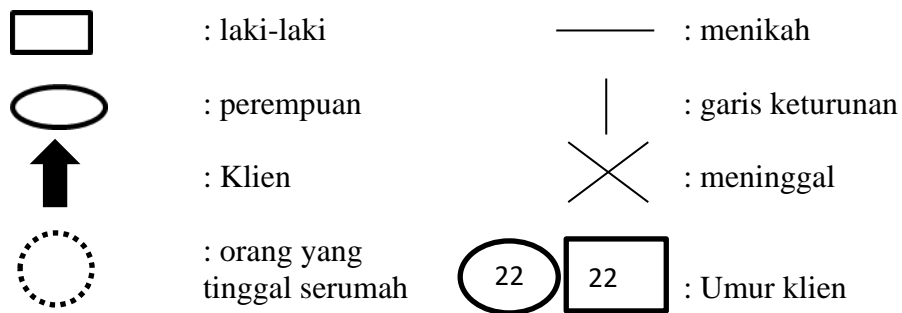 : laki-laki
: menikah
: perempuan
: garis keturunan
: Klien
: meninggal
: orang yang
tinggal serumah
22
22
: Umur klien